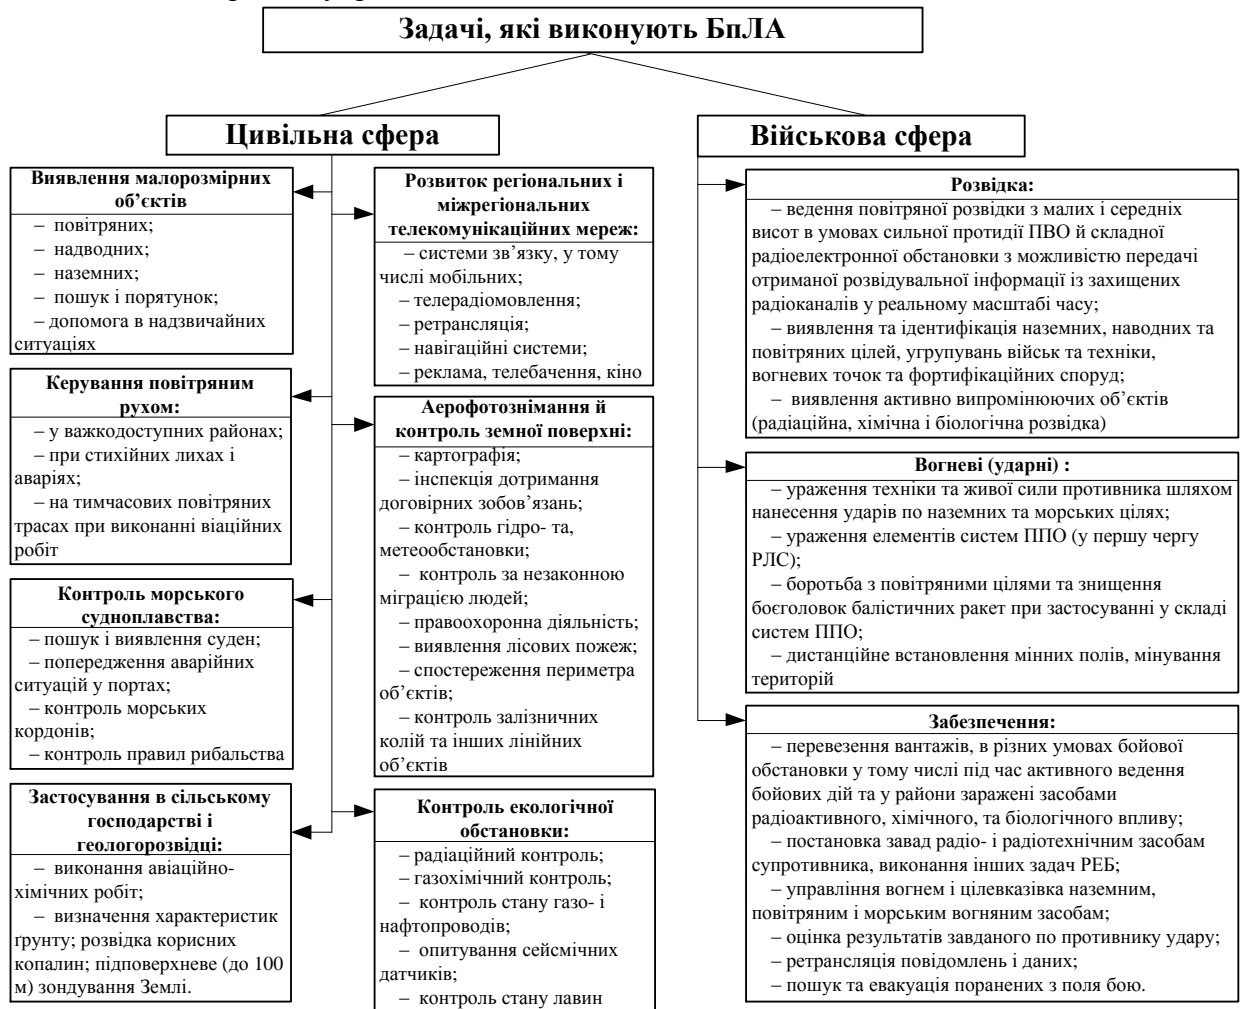 Задачі, які виконують БпЛА
Цивільна сфера
Виявлення малорозмірних
об’єктів
– повітряних;
– надводних;
– наземних;
– пошук і порятунок;
– допомога в надзвичайних
ситуаціях
Керування повітряним
рухом:
– у важкодоступних районах;
– при стихійних лихах і
аваріях;
– на тимчасових повітряних
трасах при виконанні віаційних
робіт
Контроль морського
судноплавства:
– пошук і виявлення суден;
– попередження аварійних
ситуацій у портах;
– контроль морських
кордонів;
– контроль правил рибальства
Застосування в сільському
господарстві і
геологорозвідці:
– виконання авіаційно-
хімічних робіт;
– визначення характеристик
ґрунту; розвідка корисних
копалин; підповерхневе (до 100
м) зондування Землі.
Розвиток регіональних і
міжрегіональних
телекомунікаційних мереж:
– системи зв’язку, у тому
числі мобільних;
– телерадіомовлення;
– ретрансляція;
– навігаційні системи;
– реклама, телебачення, кіно
Аерофотознімання й
контроль земної поверхні:
– картографія;
– інспекція дотримання
договірних зобов’язань;
– контроль гідро- та,
метеообстановки;
– контроль за незаконною
міграцією людей;
– правоохоронна діяльність;
– виявлення лісових пожеж;
– спостереження периметра
об’єктів;
– контроль залізничних
колій та інших лінійних
об’єктів
Контроль екологічної
обстановки:
– радіаційний контроль;
– газохімічний контроль;
– контроль стану газо- і
нафтопроводів;
– опитування сейсмічних
датчиків;
– контроль стану лавин
Військова сфера
Розвідка:
– ведення повітряної розвідки з малих і середніх
висот в умовах сильної протидії ПВО й складної
радіоелектронної обстановки з можливістю передачі
отриманої розвідувальної інформації із захищених
радіоканалів у реальному масштабі часу;
– виявлення та ідентифікація наземних, наводних та
повітряних цілей, угрупувань військ та техніки,
вогневих точок та фортифікаційних споруд;
– виявлення активно випромінюючих об’єктів
(радіаційна, хімічна і біологічна розвідка)
Вогневі (ударні) :
– ураження техніки та живої сили противника шляхом
нанесення ударів по наземних та морських цілях;
– ураження елементів систем ППО (у першу чергу
РЛС);
– боротьба з повітряними цілями та знищення
боєголовок балістичних ракет при застосуванні у складі
систем ППО;
– дистанційне встановлення мінних полів, мінування
територій
Забезпечення:
– перевезення вантажів, в різних умовах бойової
обстановки у тому числі під час активного ведення
бойових дій та у райони заражені засобами
радіоактивного, хімічного, та біологічного впливу;
– постановка завад радіо- і радіотехнічним засобам
супротивника, виконання інших задач РЕБ;
– управління вогнем і цілевказівка наземним,
повітряним і морським вогняним засобам;
– оцінка результатів завданого по противнику удару;
– ретрансляція повідомлень і даних;
– пошук та евакуація поранених з поля бою.